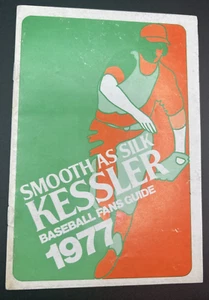 SMOOTH AS SILK
KESSLER
BASEBALL FANS GUIDE
1977